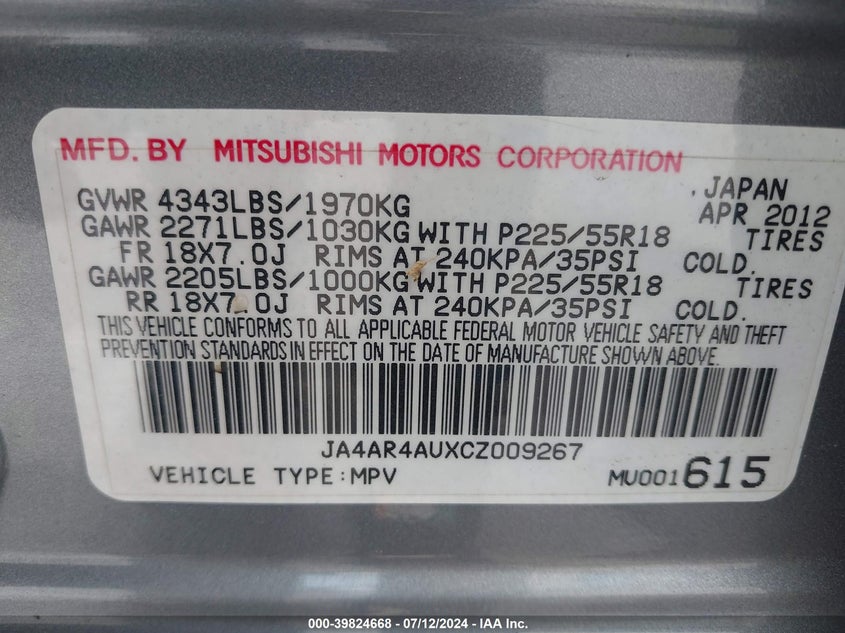 MFD. BY MITSUBISHI MOTORS CORPORATION
GVWR 4343LBS/1970KG .JAPAN
GAWR 2271LBS/1030KG WITH P225/55R18 APR 2012
FR 18X7.0J RIMS AT 240KPA/35PSI TIRES COLD.
GAWR 2205LBS/1000KG WITH P225/55R18 TIRES
RR 18X7.0J RIMS AT 240KPA/35PSI COLD.
THIS VEHICLE CONFORMS TO ALL APPLICABLE FEDERAL MOTOR VEHICLE SAFETY AND THEFT
PREVENTION STANDARDS IN EFFECT ON THE DATE OF MANUFACTURE SHOWN ABOVE.
JA4AR4AUXCZ009267
VEHICLE TYPE:MPV MU001615
000-39824668 - 07/12/2024 - IAA Inc.